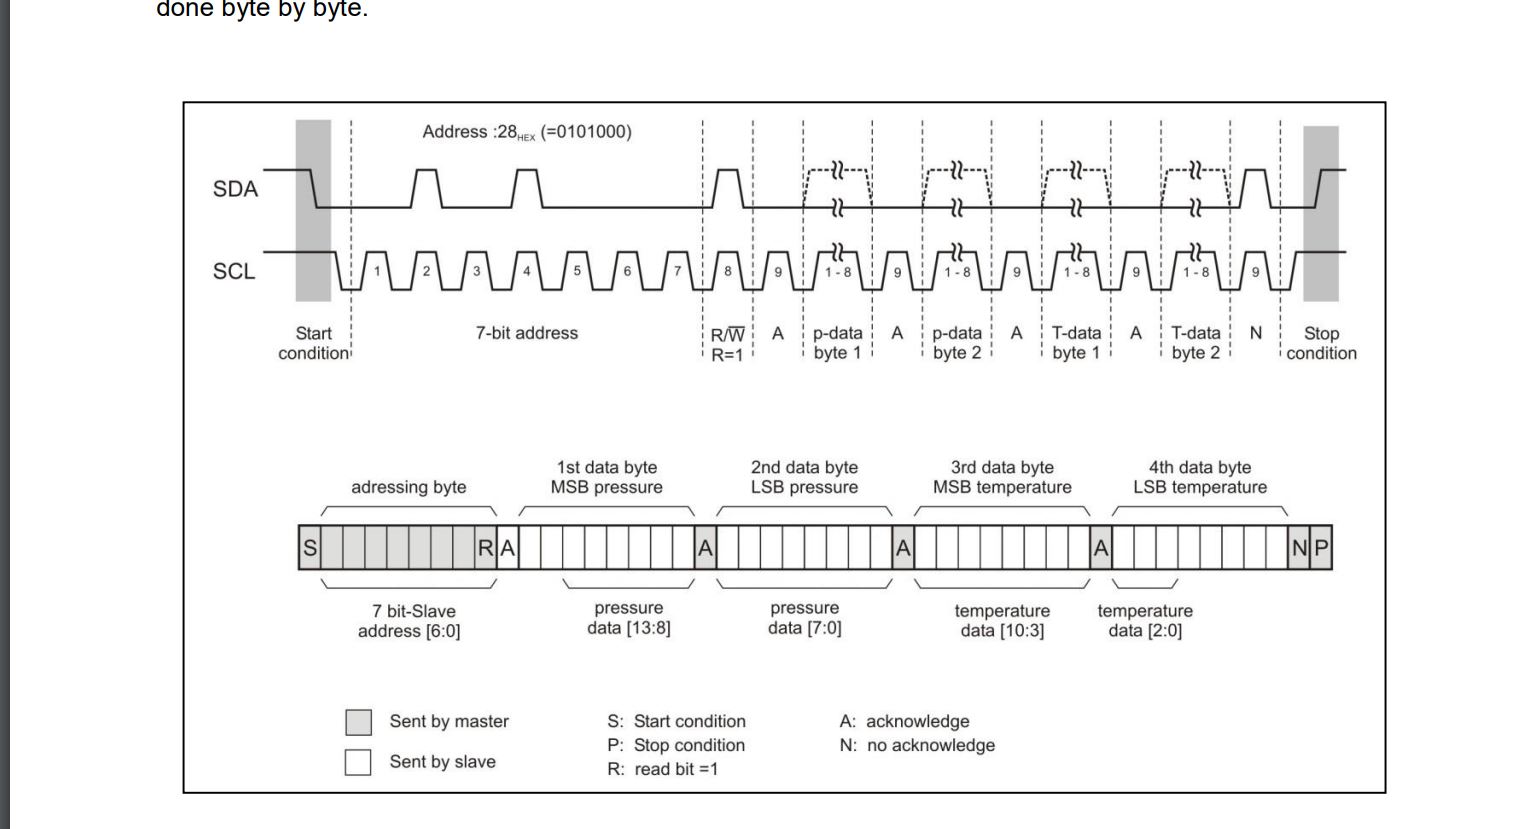 done byte by byte.
Address :28HEX (=0101000)
SDA
SCL
1 2 3 4 5 6 7 8 9 1 - 8 9 1 - 8 9 1 - 8 9 1 - 8 9
Start condition
7-bit address
R/W̅ R=1
A
p-data byte 1
A
p-data byte 2
A
T-data byte 1
A
T-data byte 2
N
Stop condition
adressing byte
1st data byte
MSB pressure
2nd data byte
LSB pressure
3rd data byte
MSB temperature
4th data byte
LSB temperature
S R A A A A N P
7 bit-Slave
address [6:0]
pressure
data [13:8]
pressure
data [7:0]
temperature
data [10:3]
temperature
data [2:0]
Sent by master
Sent by slave
S: Start condition
P: Stop condition
R: read bit =1
A: acknowledge
N: no acknowledge